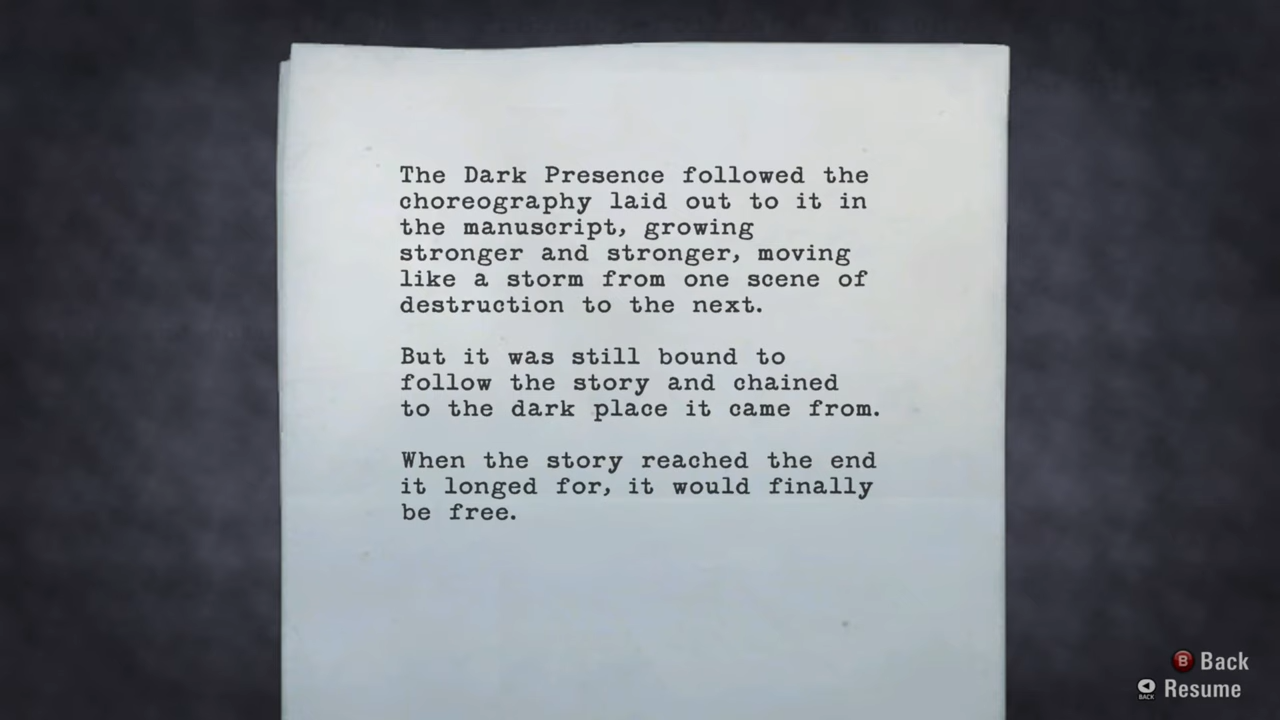 The Dark Presence followed the
choreography laid out to it in
the manuscript, growing
stronger and stronger, moving
like a storm from one scene of
destruction to the next.
But it was still bound to
follow the story and chained
to the dark place it came from.
When the story reached the end
it longed for, it would finally
be free.
B Back
BACK Resume